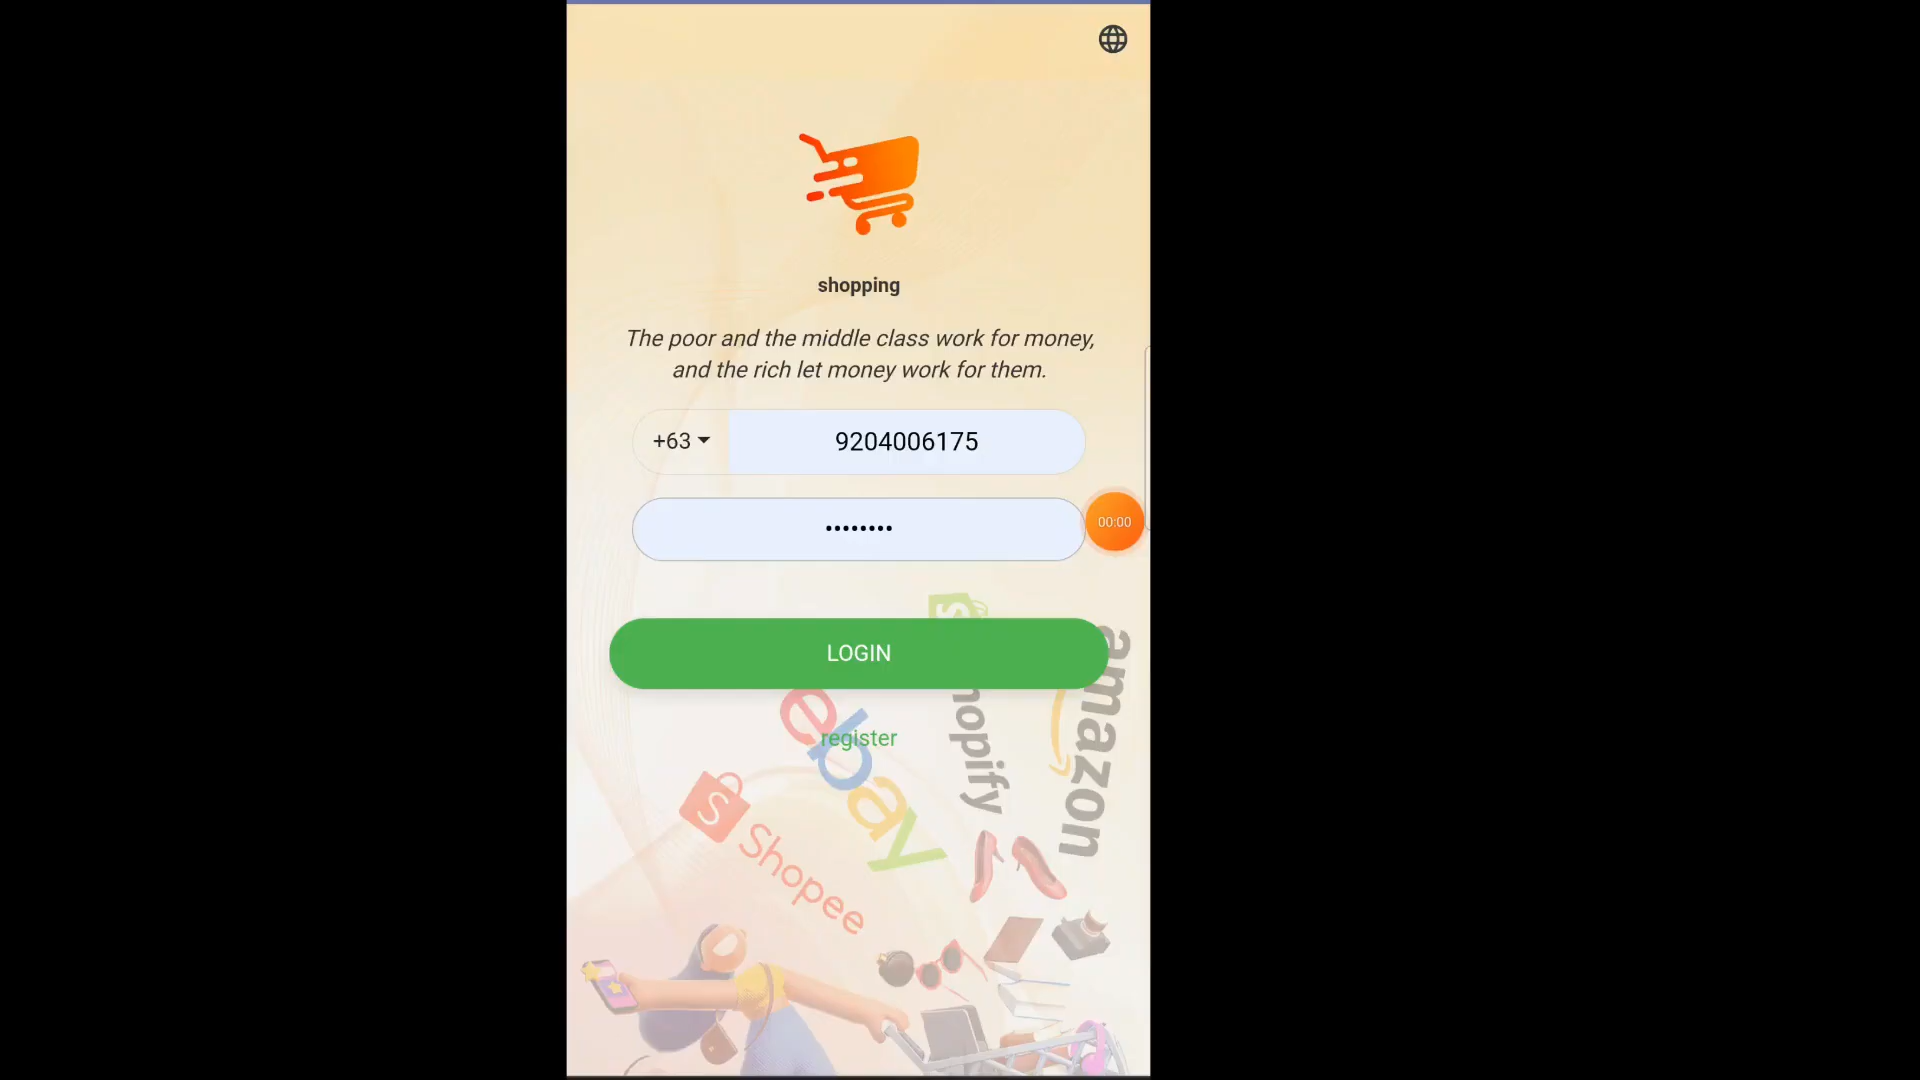 shopping
The poor and the middle class work for money,
and the rich let money work for them.
+63
9204006175
00:00
LOGIN
register
ebay
amazon
Shopee